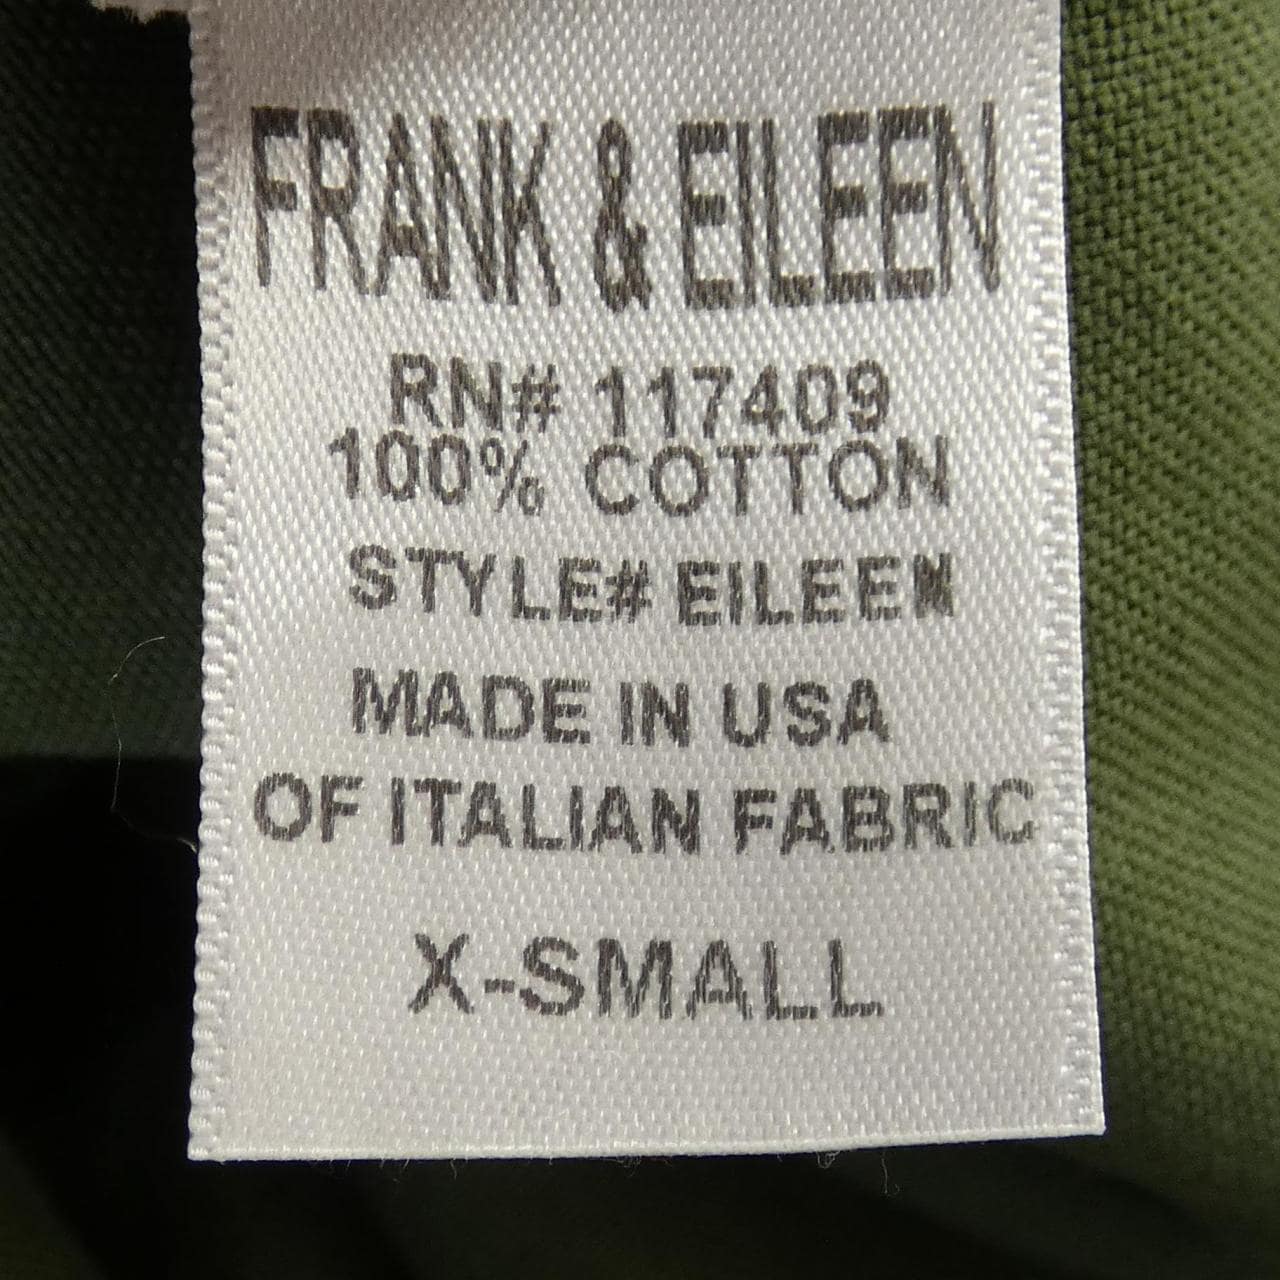 FRANK & EILEEN
RN# 117409
100% COTTON
STYLE# EILEEN
MADE IN USA
OF ITALIAN FABRIC
X-SMALL